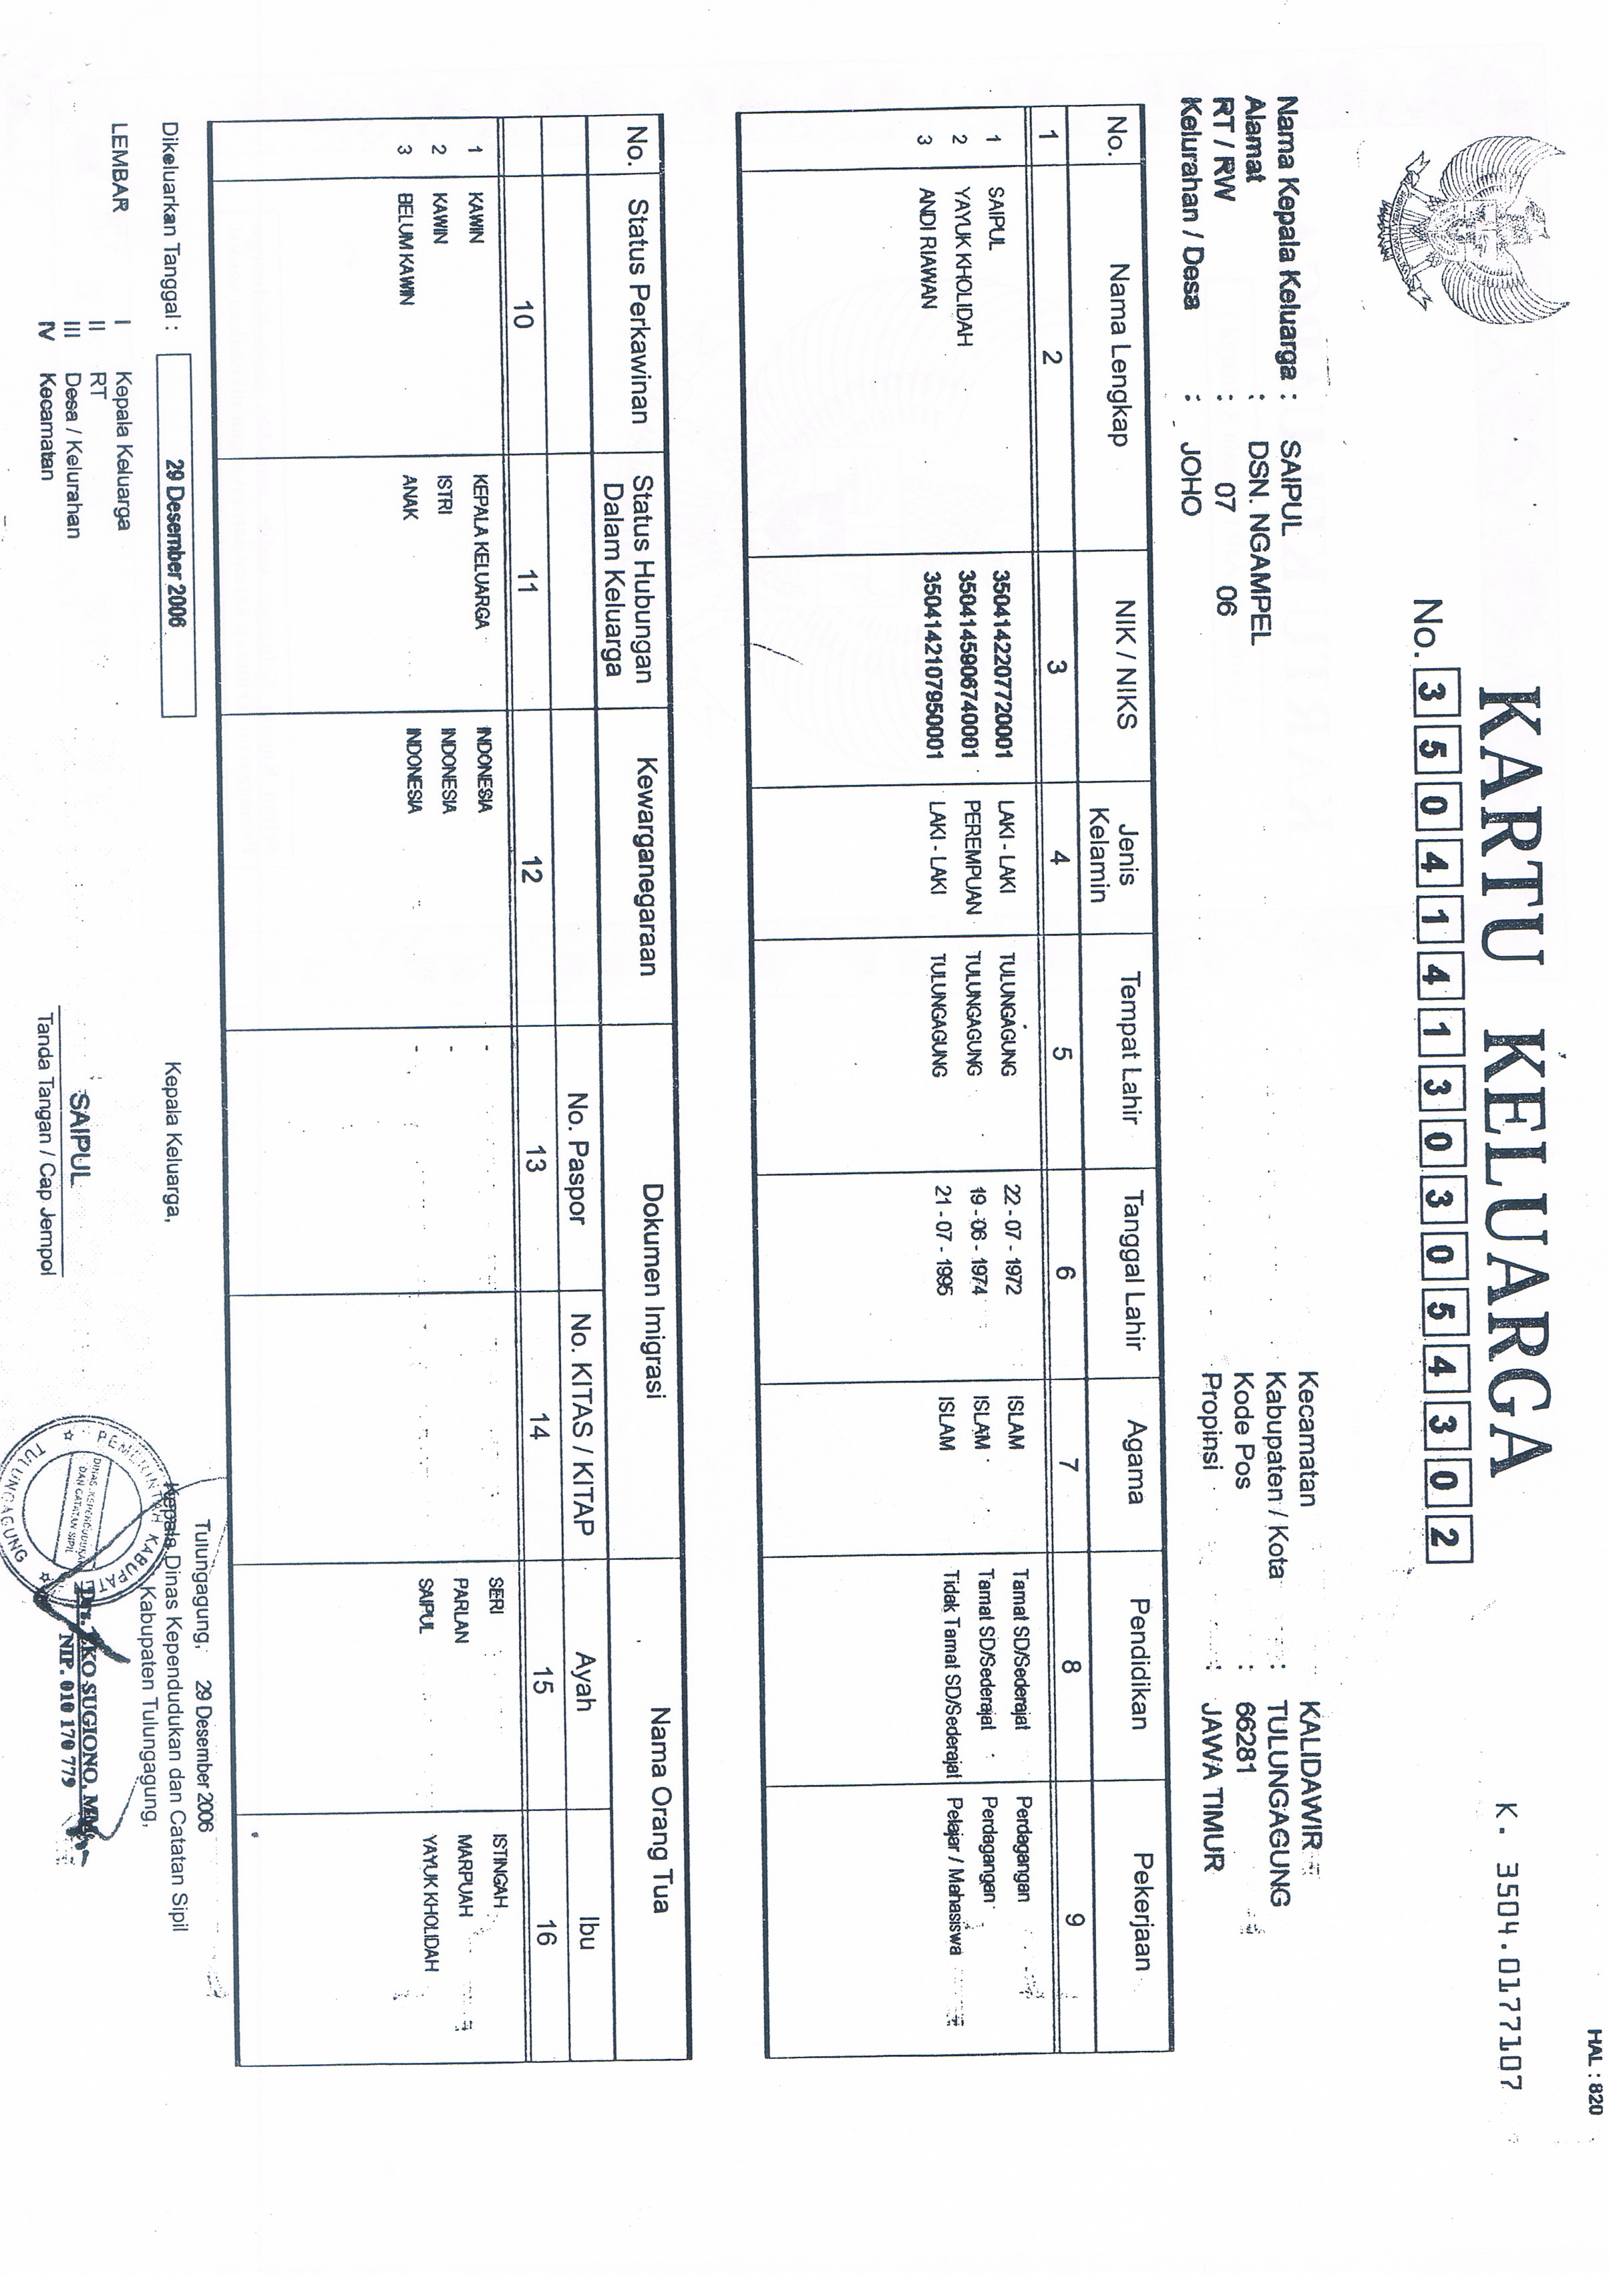 HAL : 820
KARTU KELUARGA
K. 3504.0177107
No. 3504141303054302
Nama Kepala Keluarga : SAIPUL
Alamat : DSN. NGAMPEL
RT / RW : 07 06
Kelurahan / Desa : JOHO
Kecamatan : KALIDAWIR
Kabupaten / Kota : TULUNGAGUNG
Kode Pos : 66281
Propinsi : JAWA TIMUR
No. Nama Lengkap NIK / NIKS Jenis Kelamin Tempat Lahir Tanggal Lahir Agama Pendidikan Pekerjaan
1 2 3 4 5 6 7 8 9
1 SAIPUL 3504142207720001 LAKI - LAKI TULUNGAGUNG 22 - 07 - 1972 ISLAM Tamat SD/Sederajat Perdagangan
2 YAYUK KHOLIDAH 3504145906740001 PEREMPUAN TULUNGAGUNG 19 - 06 - 1974 ISLAM Tamat SD/Sederajat Perdagangan
3 ANDI RIAWAN 3504142107950001 LAKI - LAKI TULUNGAGUNG 21 - 07 - 1995 ISLAM Tidak Tamat SD/Sederajat Pelajar / Mahasiswa
No. Status Perkawinan Status Hubungan Dalam Keluarga Kewarganegaraan Dokumen Imigrasi Nama Orang Tua
No. Paspor No. KITAS / KITAP Ayah Ibu
10 11 12 13 14 15 16
1 KAWIN KEPALA KELUARGA INDONESIA - SERI ISTINGAH
2 KAWIN ISTRI INDONESIA - PARLAN MARPUAH
3 BELUM KAWIN ANAK INDONESIA - SAIPUL YAYUK KHOLIDAH
Dikeluarkan Tanggal : 29 Desember 2006
LEMBAR I Kepala Keluarga
II RT
III Desa / Kelurahan
IV Kecamatan
Kepala Keluarga,
SAIPUL
Tanda Tangan / Cap Jempol
Tulungagung, 29 Desember 2006
Kepala Dinas Kependudukan dan Catatan Sipil
Kabupaten Tulungagung,
PEMERINTAH KABUPATEN
DINAS KEPENDUDUKAN
DAN CATATAN SIPIL
TULUNGAGUNG
Drs. EKO SUGIONO, MM
NIP. 010 170 779